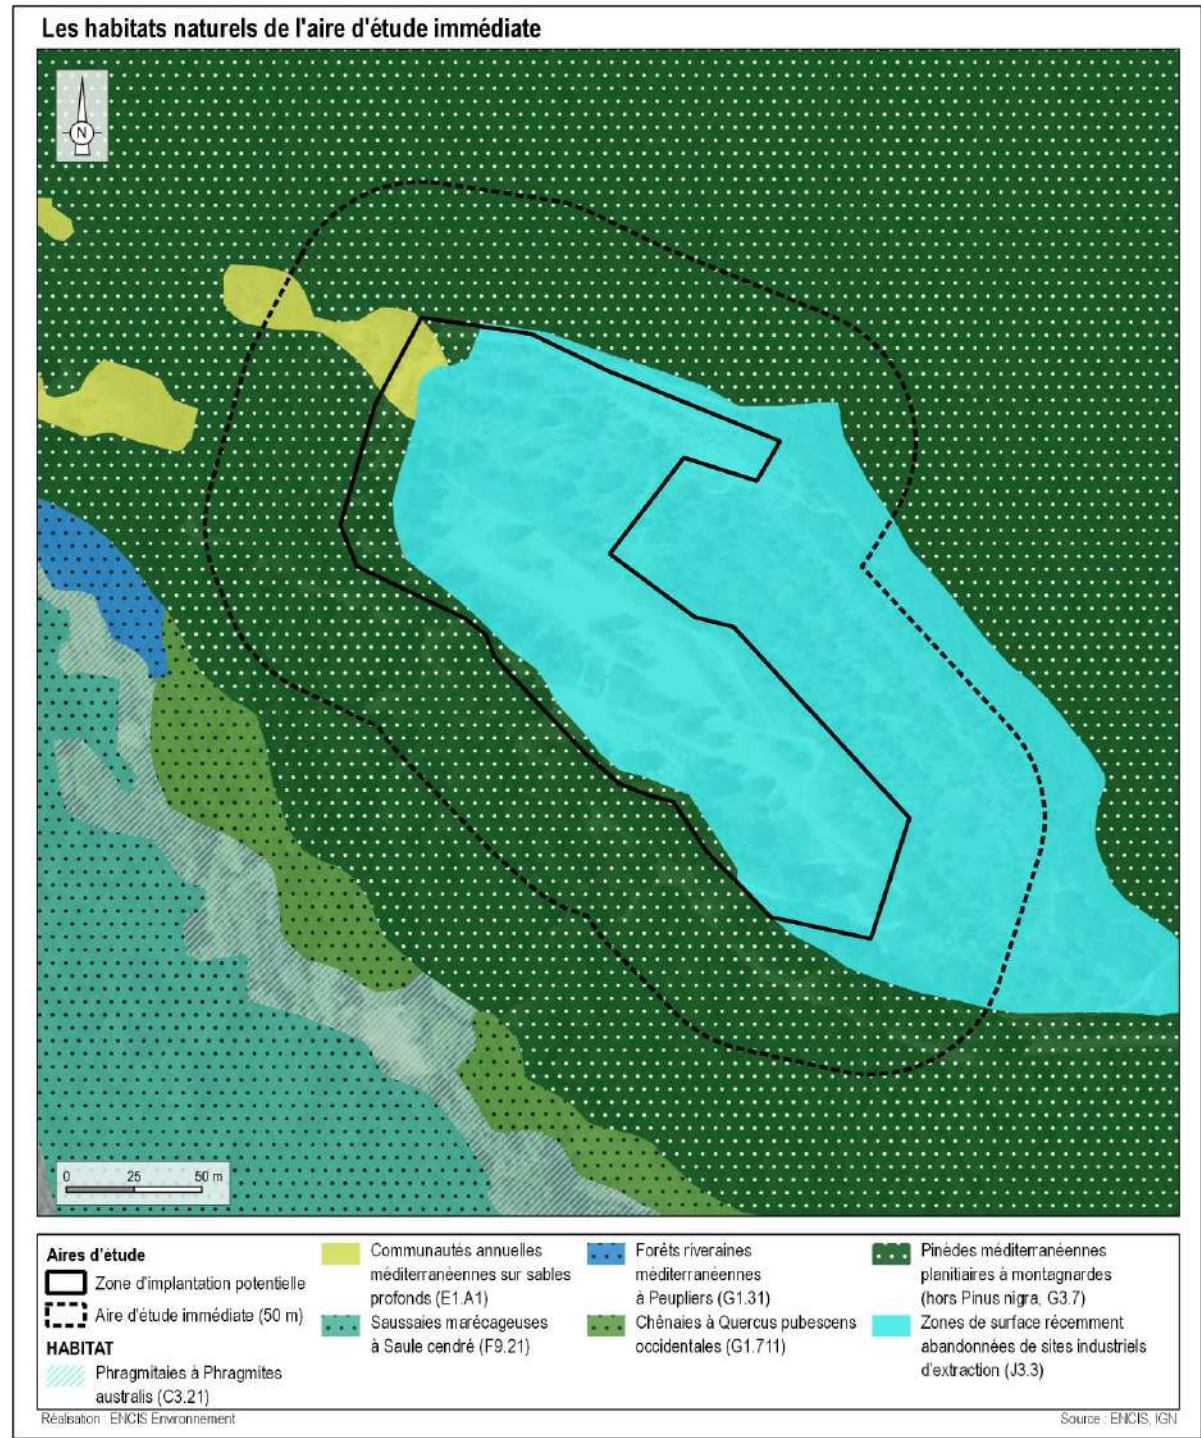 Les habitats naturels de l'aire d'étude immédiate
N
0 25 50 m
Aires d'étude
Zone d'implantation potentielle
Aire d'étude immédiate (50 m)
HABITAT
Phragmitaies à Phragmites
australis (C3.21)
Communautés annuelles
méditerranéennes sur sables
profonds (E1.A1)
Saussaies marécageuses
à Saule cendré (F9.21)
Forêts riveraines
méditerranéennes
à Peupliers (G1.31)
Chênaies à Quercus pubescens
occidentales (G1.711)
Pinèdes méditerranéennes
planitiaires à montagnardes
(hors Pinus nigra, G3.7)
Zones de surface récemment
abandonnées de sites industriels
d'extraction (J3.3)
Réalisation : ENCIS Environnement
Source : ENCIS, IGN